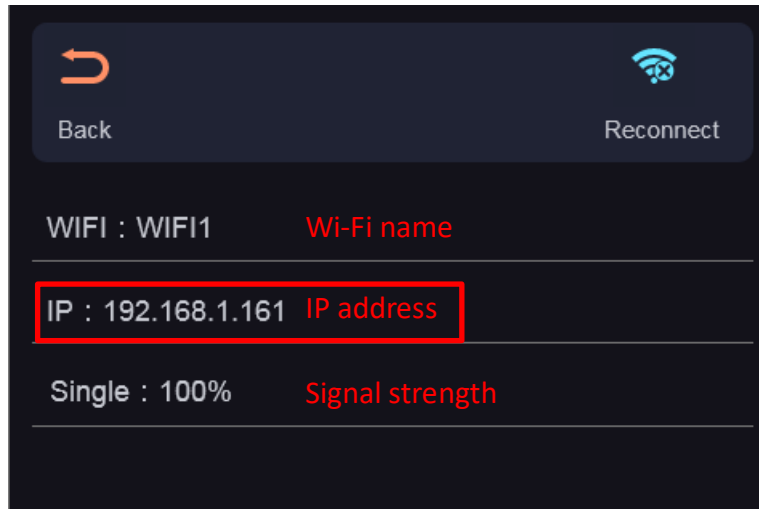 Back Reconnect
WIFI : WIFI1 Wi-Fi name
IP : 192.168.1.161 IP address
Single : 100% Signal strength